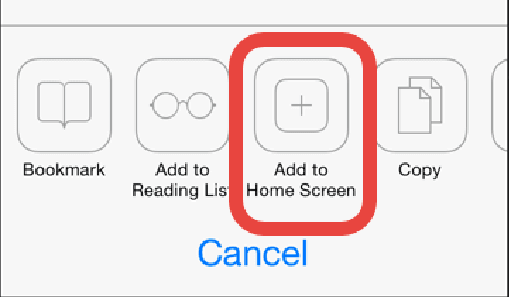 Bookmark
Add to
Reading List
Add to
Home Screen
Copy
Cancel